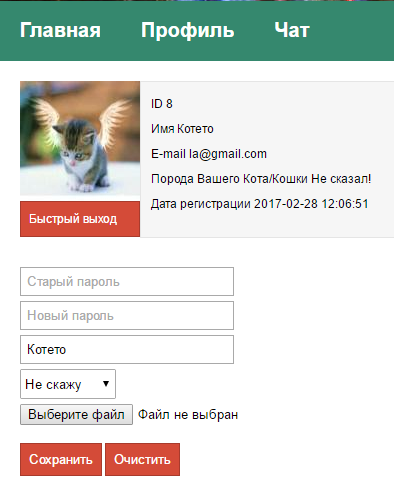 Главная Профиль Чат
ID 8
Имя Котето
E-mail la@gmail.com
Порода Вашего Кота/Кошки Не сказал!
Дата регистрации 2017-02-28 12:06:51
Быстрый выход
Старый пароль
Новый пароль
Котето
Не скажу
Выберите файл Файл не выбран
Сохранить Очистить